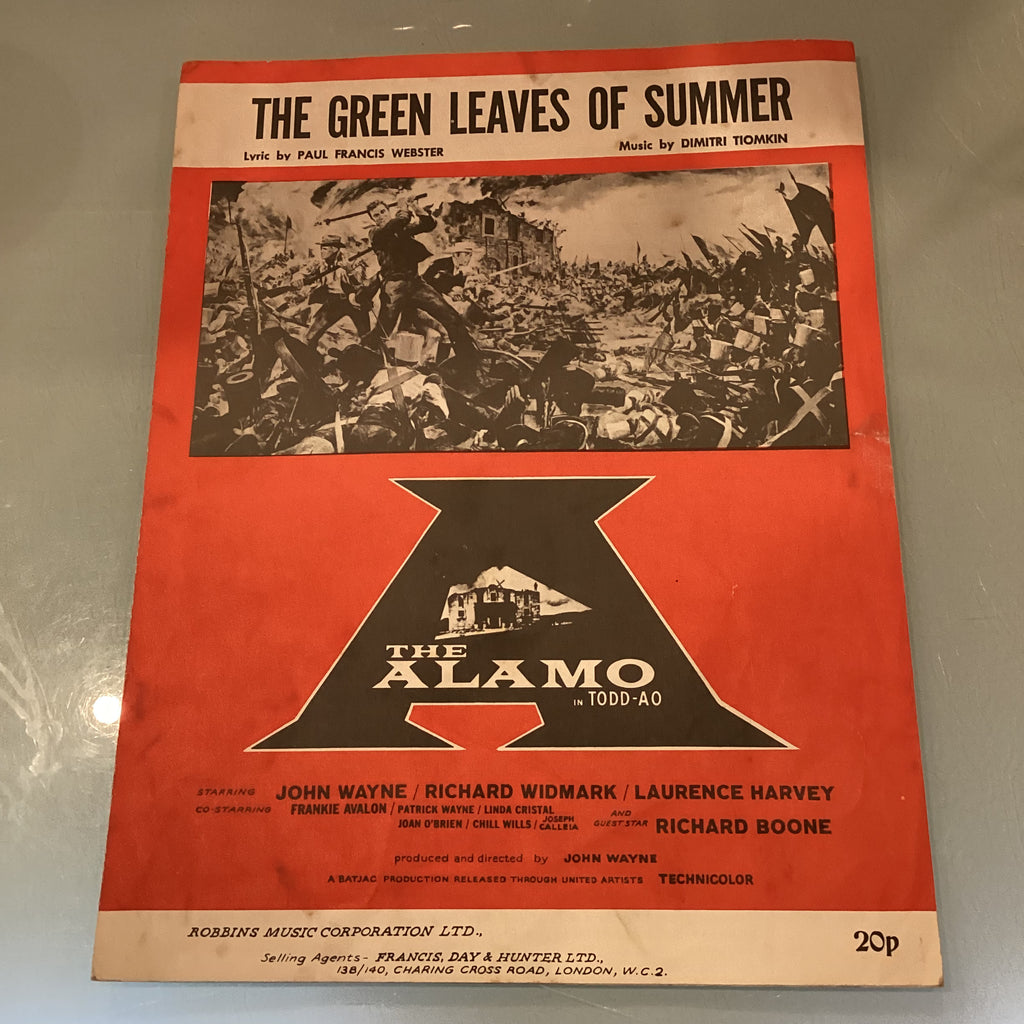 THE GREEN LEAVES OF SUMMER
Lyric by PAUL FRANCIS WEBSTER
Music by DIMITRI TIOMKIN
THE
ALAMO
IN TODD-AO
STARRING JOHN WAYNE / RICHARD WIDMARK / LAURENCE HARVEY
CO-STARRING FRANKIE AVALON / PATRICK WAYNE / LINDA CRISTAL
JOAN O'BRIEN / CHILL WILLS / JOSEPH CALLEIA AND GUEST STAR RICHARD BOONE
produced and directed by JOHN WAYNE
A BATJAC PRODUCTION RELEASED THROUGH UNITED ARTISTS TECHNICOLOR
ROBBINS MUSIC CORPORATION LTD.,
Selling Agents- FRANCIS, DAY & HUNTER LTD.,
138/140, CHARING CROSS ROAD, LONDON, W.C.2.
20p